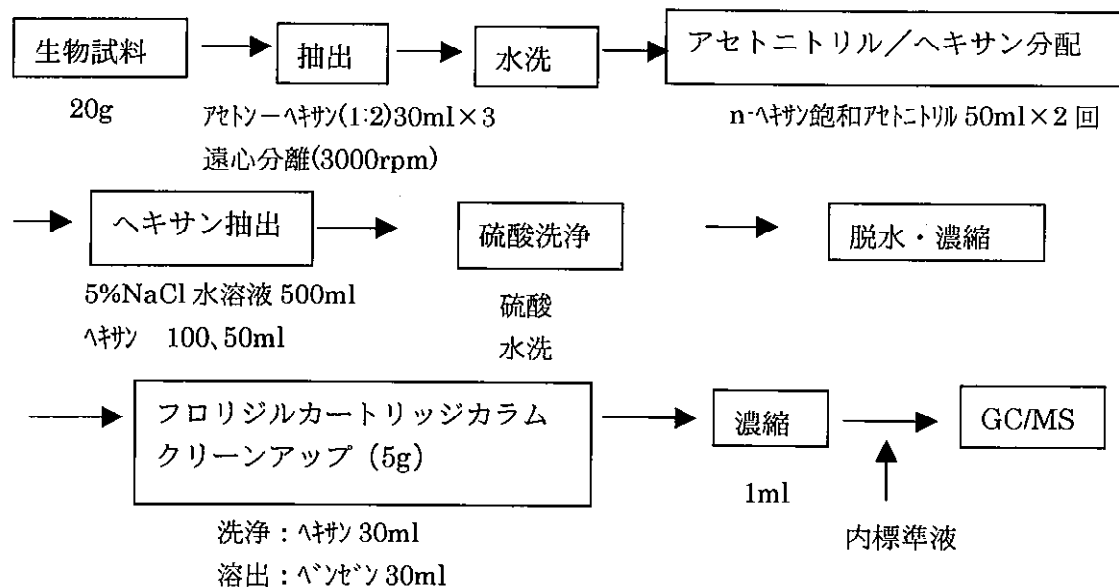 生物試料
抽出
水洗
アセトニトリル/ヘキサン分配
20g
ｱｾﾄﾝ－ﾍｷｻﾝ(1:2)30ml×3
遠心分離(3000rpm)
n-ﾍｷｻﾝ飽和ｱｾﾄﾆﾄﾘﾙ 50ml×2 回
ヘキサン抽出
硫酸洗浄
脱水・濃縮
5%NaCl 水溶液 500ml
ﾍｷｻﾝ 100、50ml
硫酸
水洗
フロリジルカートリッジカラム
クリーンアップ（5g）
濃縮
GC/MS
1ml
洗浄：ﾍｷｻﾝ 30ml
溶出：ﾍﾞﾝｾﾞﾝ 30ml
内標準液